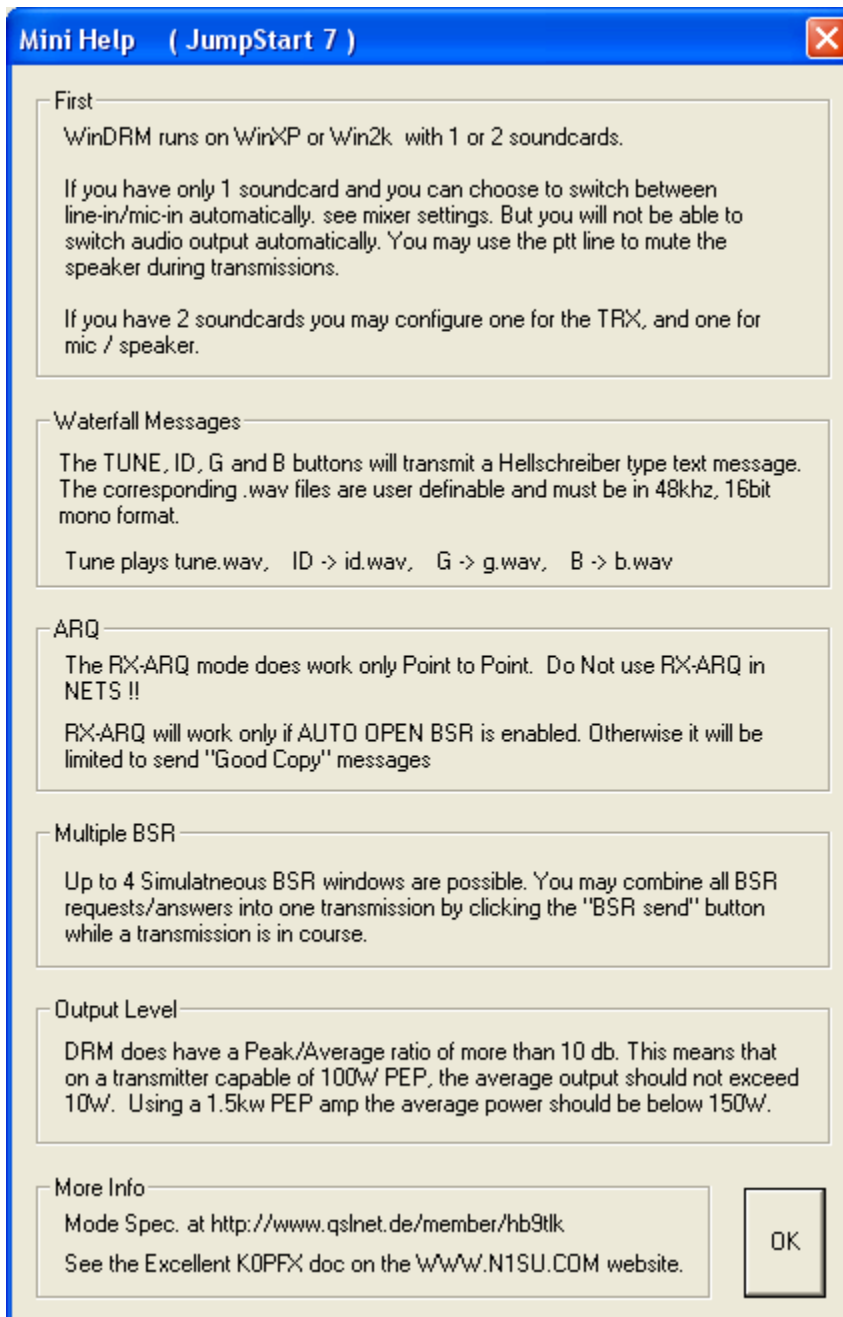 Mini Help ( JumpStart 7 )
First
WinDRM runs on WinXP or Win2k with 1 or 2 soundcards.
If you have only 1 soundcard and you can choose to switch between
line-in/mic-in automatically. see mixer settings. But you will not be able to
switch audio output automatically. You may use the ptt line to mute the
speaker during transmissions.
If you have 2 soundcards you may configure one for the TRX, and one for
mic / speaker.
Waterfall Messages
The TUNE, ID, G and B buttons will transmit a Hellschreiber type text message.
The corresponding .wav files are user definable and must be in 48khz, 16bit
mono format.
Tune plays tune.wav, ID -> id.wav, G -> g.wav, B -> b.wav
ARQ
The RX-ARQ mode does work only Point to Point. Do Not use RX-ARQ in
NETS !!
RX-ARQ will work only if AUTO OPEN BSR is enabled. Otherwise it will be
limited to send "Good Copy" messages
Multiple BSR
Up to 4 Simulatneous BSR windows are possible. You may combine all BSR
requests/answers into one transmission by clicking the "BSR send" button
while a transmission is in course.
Output Level
DRM does have a Peak/Average ratio of more than 10 db. This means that
on a transmitter capable of 100W PEP, the average output should not exceed
10W. Using a 1.5kw PEP amp the average power should be below 150W.
More Info
Mode Spec. at http://www.qslnet.de/member/hb9tlk
See the Excellent K0PFX doc on the WWW.N1SU.COM website.
OK